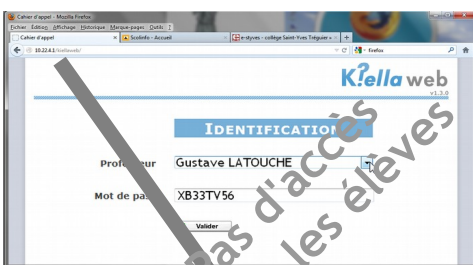 Cahier d'appel - Mozilla Firefox
Fichier Édition Affichage Historique Marque-pages Outils ?
Cahier d'appel × Scolinfo - Accueil × e-styves - collège Saint-Yves Tréguier × +
10.22.4.1/kiellaweb/ firefox
K?ella web
v1.3.0
IDENTIFICATION
Professeur Gustave LATOUCHE
Mot de pas XB33TV56
Valider
pas d'accès
les élèves